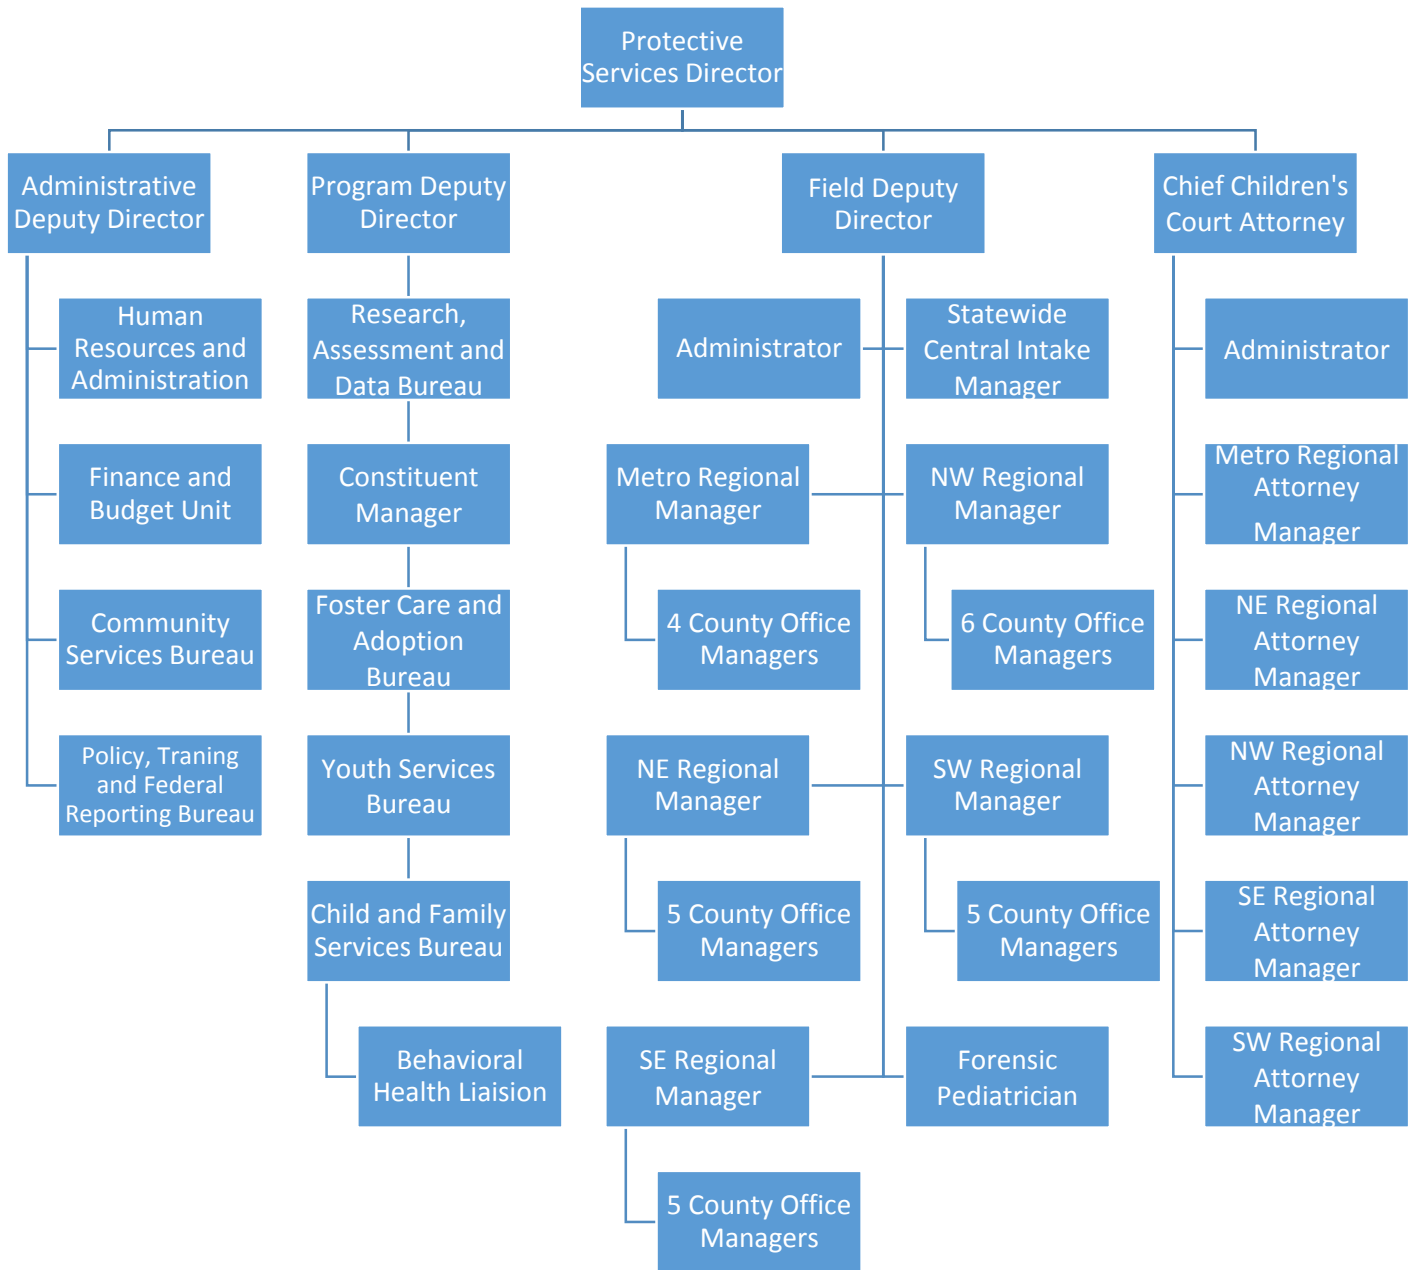 Protective
Services Director
Administrative
Deputy Director
Program Deputy
Director
Field Deputy
Director
Chief Children's
Court Attorney
Human
Resources and
Administration
Research,
Assessment and
Data Bureau
Administrator
Statewide
Central Intake
Manager
Administrator
Finance and
Budget Unit
Constituent
Manager
Metro Regional
Manager
NW Regional
Manager
Metro Regional
Attorney
Manager
Community
Services Bureau
Foster Care and
Adoption
Bureau
4 County Office
Managers
6 County Office
Managers
NE Regional
Attorney
Manager
Policy, Traning
and Federal
Reporting Bureau
Youth Services
Bureau
NE Regional
Manager
SW Regional
Manager
NW Regional
Attorney
Manager
Child and Family
Services Bureau
5 County Office
Managers
5 County Office
Managers
SE Regional
Attorney
Manager
Behavioral
Health Liaision
SE Regional
Manager
Forensic
Pediatrician
SW Regional
Attorney
Manager
5 County Office
Managers